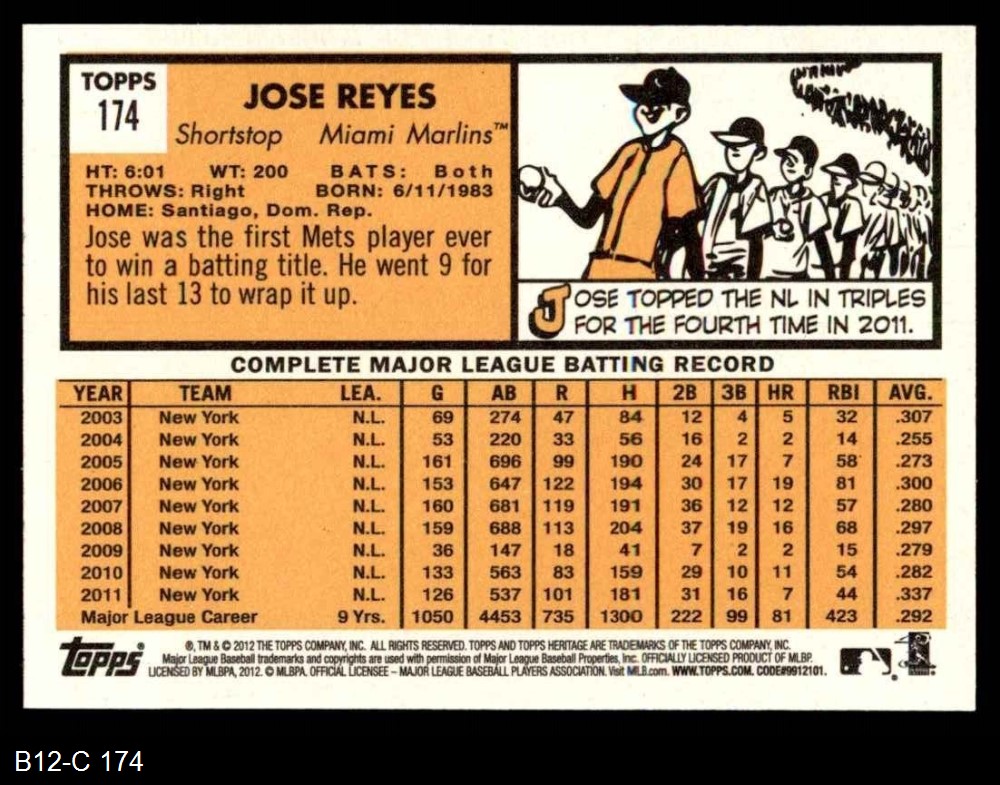 TOPPS
174
JOSE REYES
Shortstop Miami Marlins™
HT: 6:01 WT: 200 BATS: Both
THROWS: Right BORN: 6/11/1983
HOME: Santiago, Dom. Rep.
Jose was the first Mets player ever
to win a batting title. He went 9 for
his last 13 to wrap it up.
JOSE TOPPED THE NL IN TRIPLES
FOR THE FOURTH TIME IN 2011.
COMPLETE MAJOR LEAGUE BATTING RECORD
YEAR TEAM LEA. G AB R H 2B 3B HR RBI AVG.
2003 New York N.L. 69 274 47 84 12 4 5 32 .307
2004 New York N.L. 53 220 33 56 16 2 2 14 .255
2005 New York N.L. 161 696 99 190 24 17 7 58 .273
2006 New York N.L. 153 647 122 194 30 17 19 81 .300
2007 New York N.L. 160 681 119 191 36 12 12 57 .280
2008 New York N.L. 159 688 113 204 37 19 16 68 .297
2009 New York N.L. 36 147 18 41 7 2 2 15 .279
2010 New York N.L. 133 563 83 159 29 10 11 54 .282
2011 New York N.L. 126 537 101 181 31 16 7 44 .337
Major League Career 9 Yrs. 1050 4453 735 1300 222 99 81 423 .292
Topps
®, TM & © 2012 THE TOPPS COMPANY, INC. ALL RIGHTS RESERVED. TOPPS AND TOPPS HERITAGE ARE TRADEMARKS OF THE TOPPS COMPANY, INC.
Major League Baseball trademarks and copyrights are used with permission of Major League Baseball Properties, Inc. OFFICIALLY LICENSED PRODUCT OF MLBP.
LICENSED BY MLBPA, 2012. © MLBPA. OFFICIAL LICENSEE – MAJOR LEAGUE BASEBALL PLAYERS ASSOCIATION. Visit MLB.com. WWW.TOPPS.COM. CODE#9912101.
B12-C 174